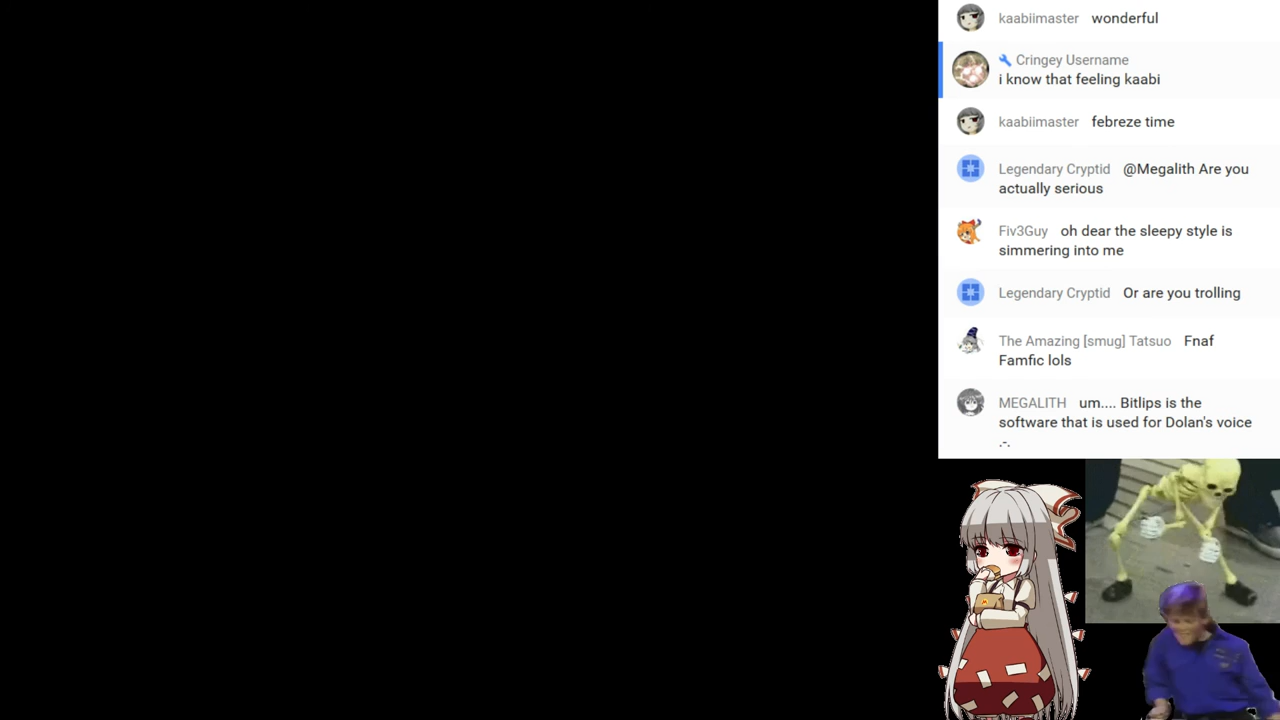 kaabiimaster wonderful
Cringey Username
i know that feeling kaabi
kaabiimaster febreze time
Legendary Cryptid @Megalith Are you
actually serious
Fiv3Guy oh dear the sleepy style is
simmering into me
Legendary Cryptid Or are you trolling
The Amazing [smug] Tatsuo Fnaf
Famfic lols
MEGALITH um.... Bitlips is the
software that is used for Dolan's voice
.-.